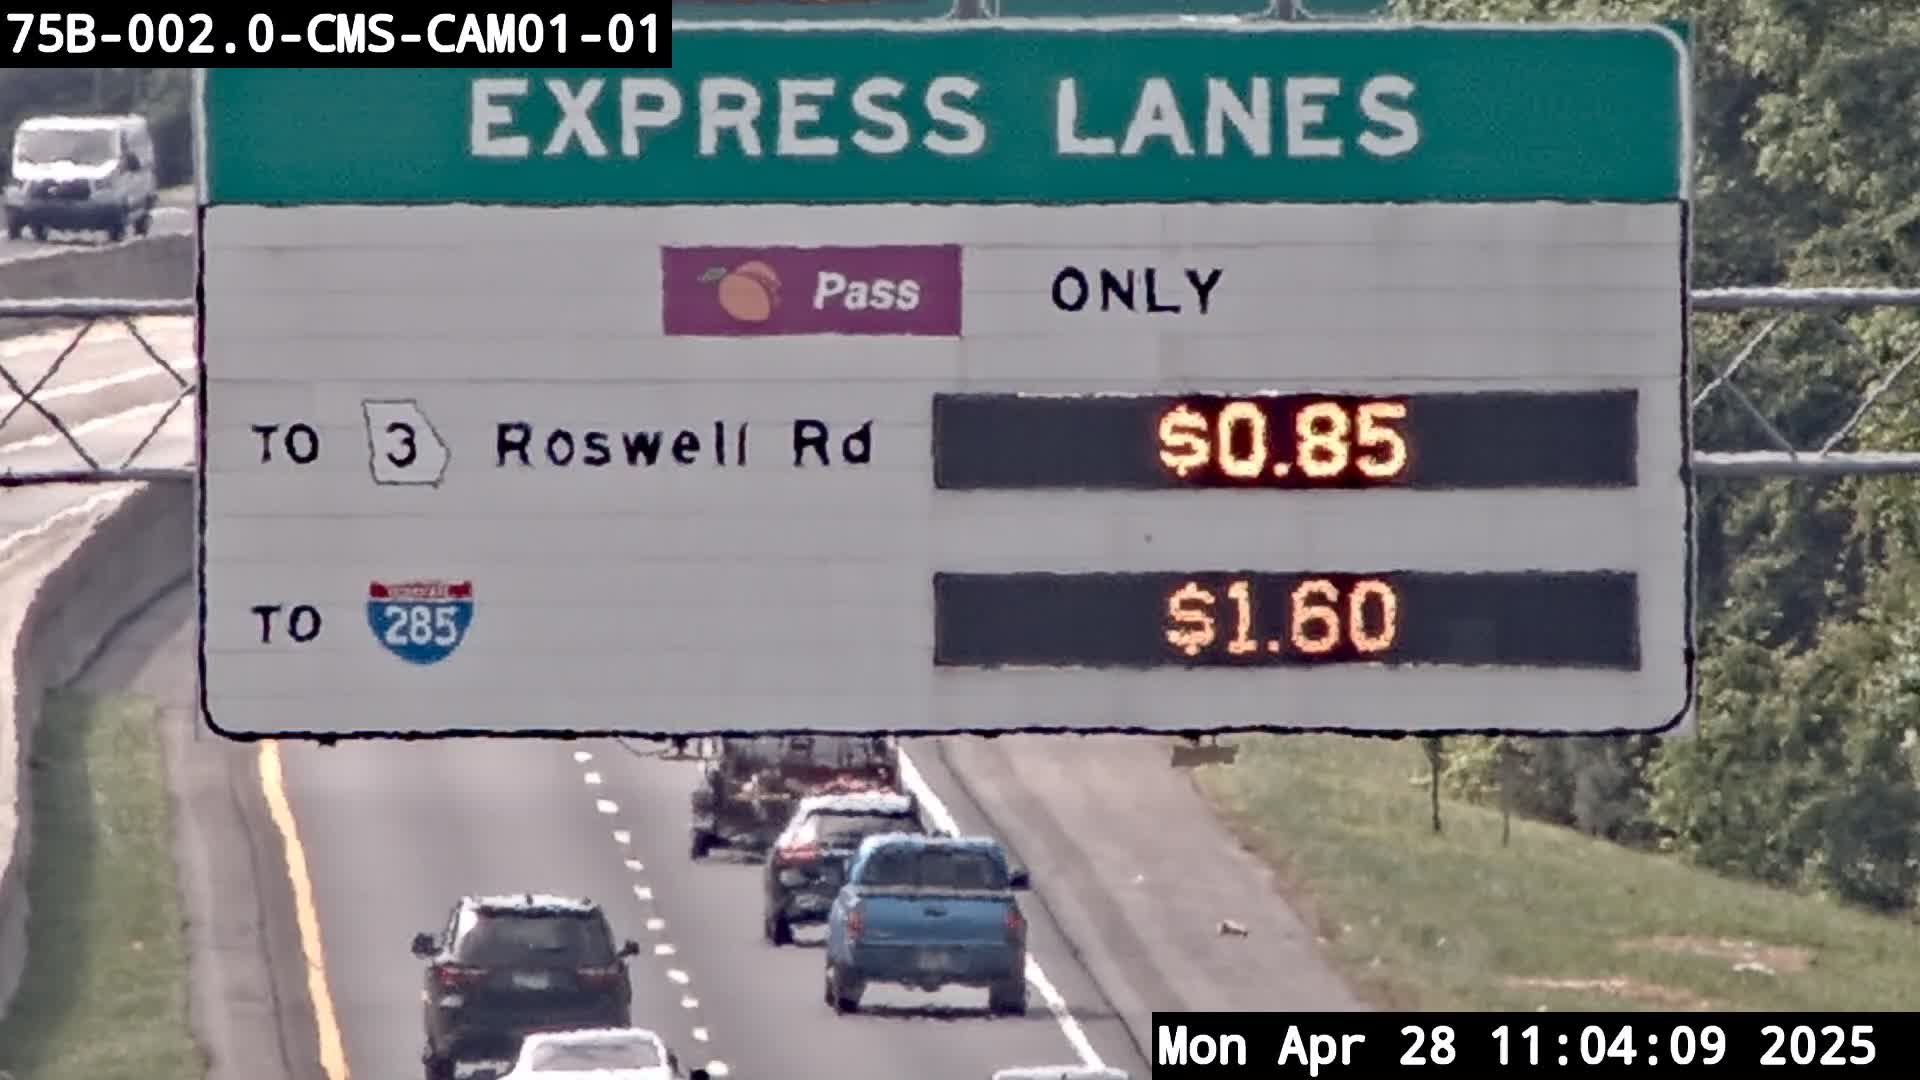 75B-002.0-CMS-CAM01-01
EXPRESS LANES
Pass ONLY
TO 3 Roswell Rd $0.85
INTERSTATE
TO 285 $1.60
Mon Apr 28 11:04:09 2025